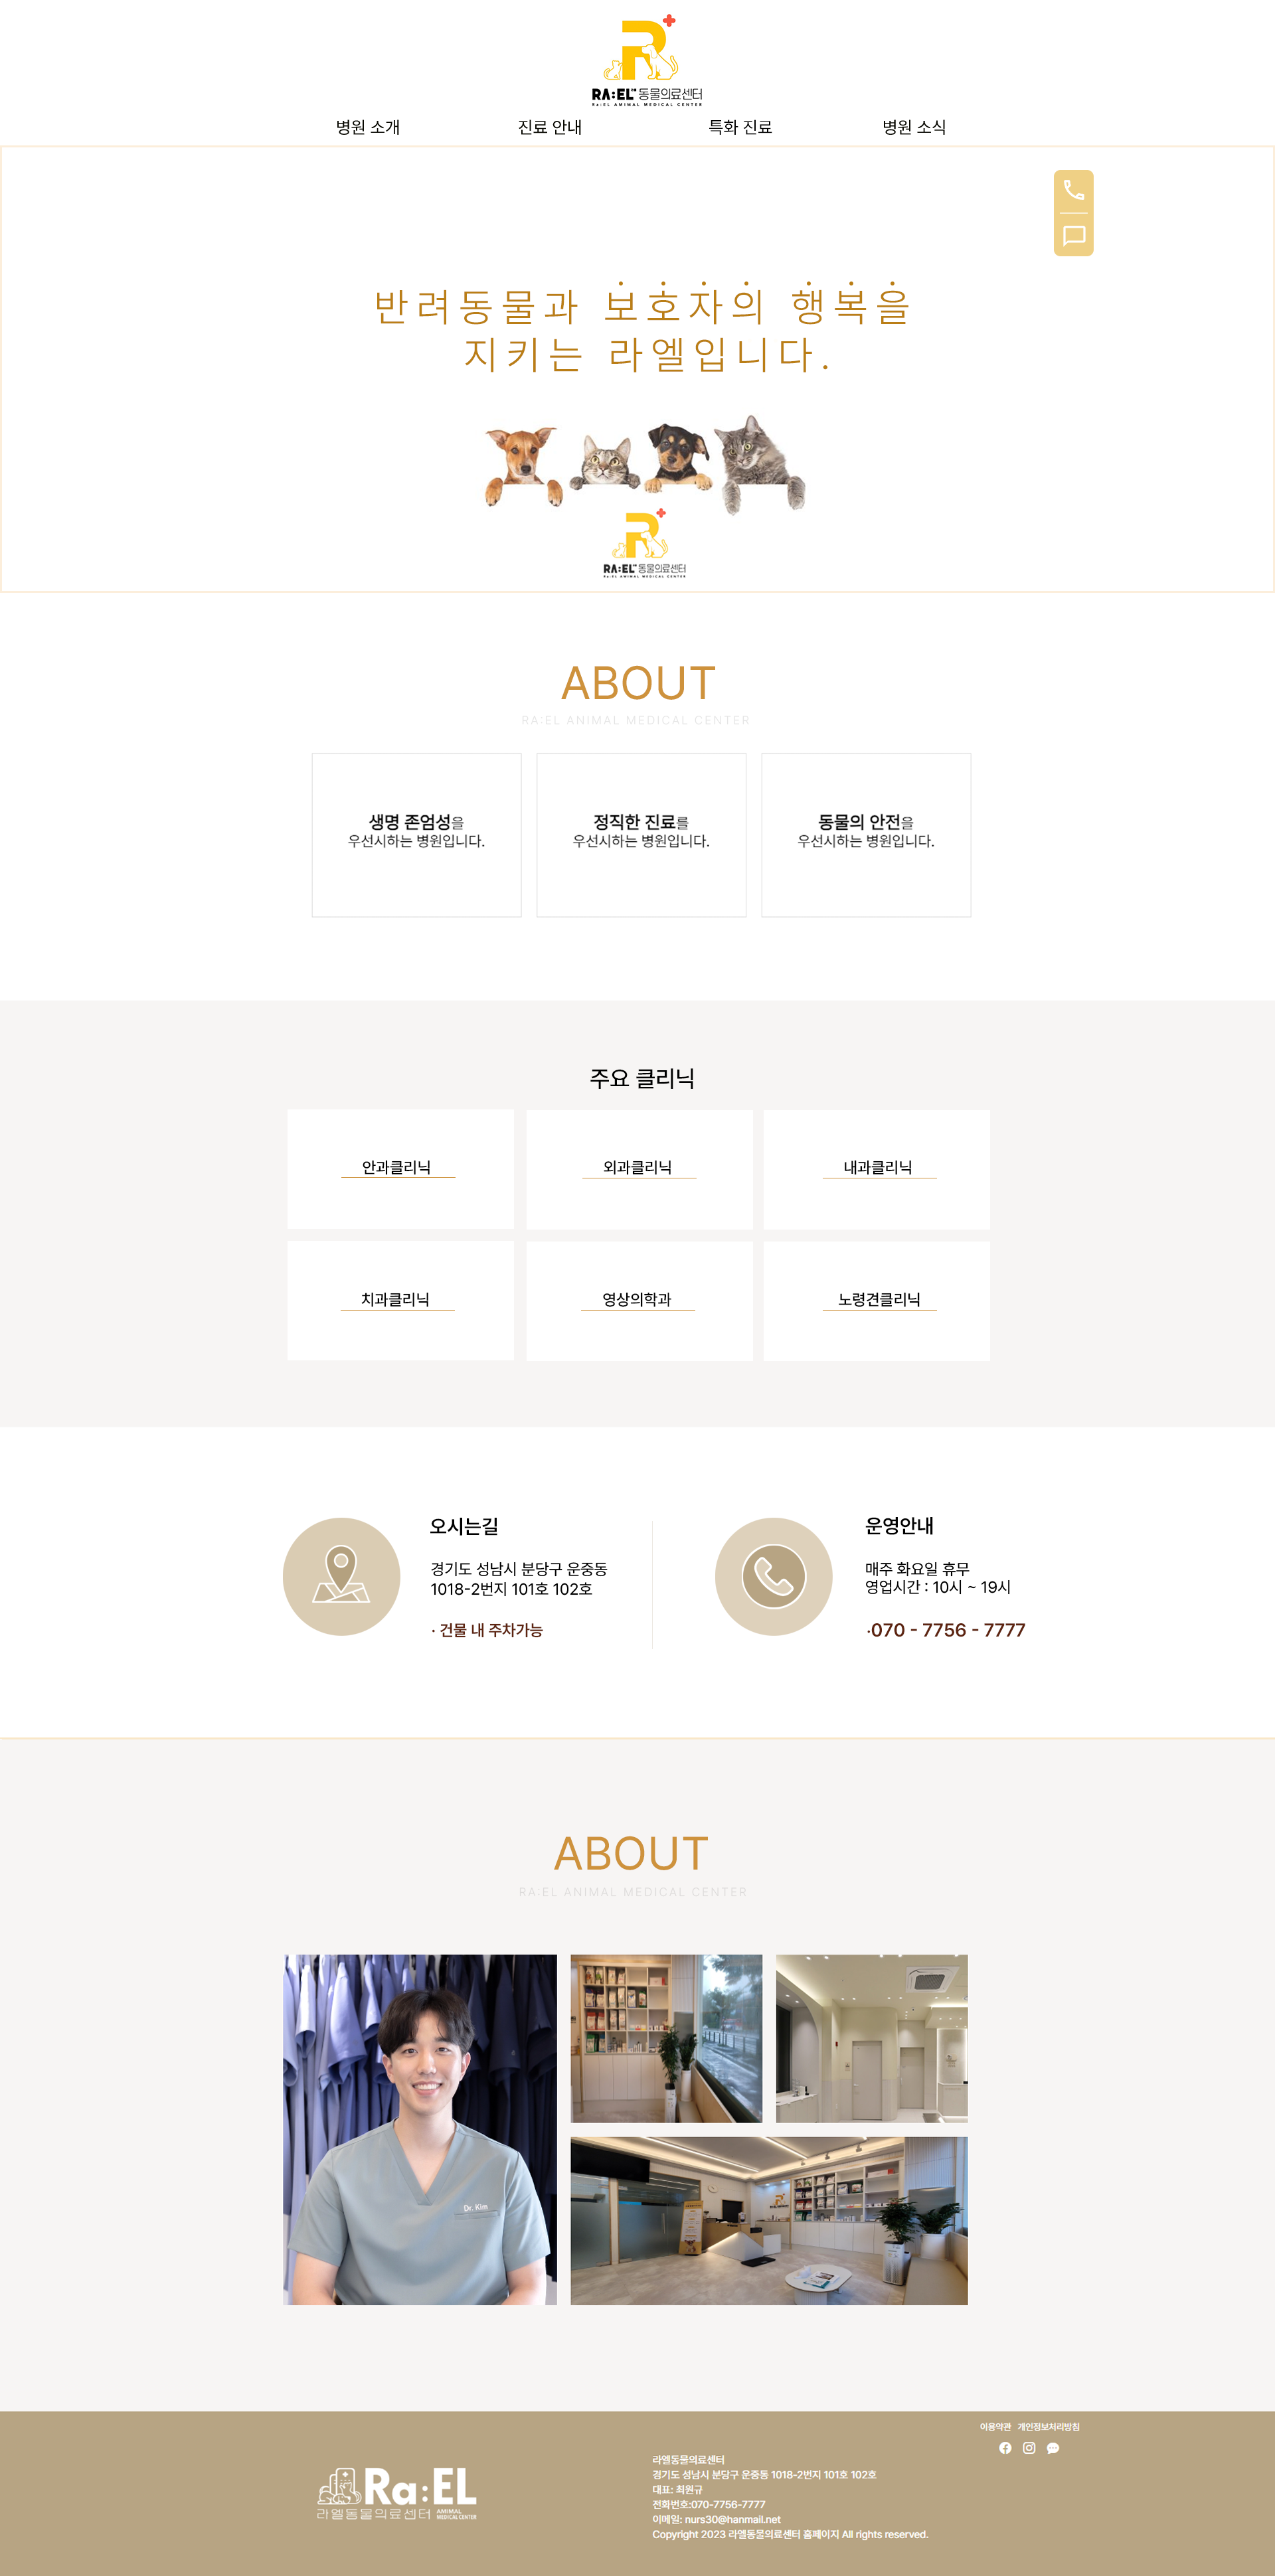 RA:EL 동물의료센터
Ra:EL ANIMAL MEDICAL CENTER
병원 소개 진료 안내 특화 진료 병원 소식
반려동물과 보호자의 행복을
지키는 라엘입니다.
RA:EL 동물의료센터
Ra:EL ANIMAL MEDICAL CENTER
ABOUT
RA:EL ANIMAL MEDICAL CENTER
생명 존엄성을
우선시하는 병원입니다.
정직한 진료를
우선시하는 병원입니다.
동물의 안전을
우선시하는 병원입니다.
주요 클리닉
안과클리닉
외과클리닉
내과클리닉
치과클리닉
영상의학과
노령견클리닉
오시는길
경기도 성남시 분당구 운중동
1018-2번지 101호 102호
· 건물 내 주차가능
운영안내
매주 화요일 휴무
영업시간 : 10시 ~ 19시
·070 - 7756 - 7777
ABOUT
RA:EL ANIMAL MEDICAL CENTER
Dr. Kim
이용약관 개인정보처리방침
Ra:EL
라엘동물의료센터 ANIMAL MEDICAL CENTER
라엘동물의료센터
경기도 성남시 분당구 운중동 1018-2번지 101호 102호
대표: 최원규
전화번호:070-7756-7777
이메일: nurs30@hanmail.net
Copyright 2023 라엘동물의료센터 홈페이지 All rights reserved.